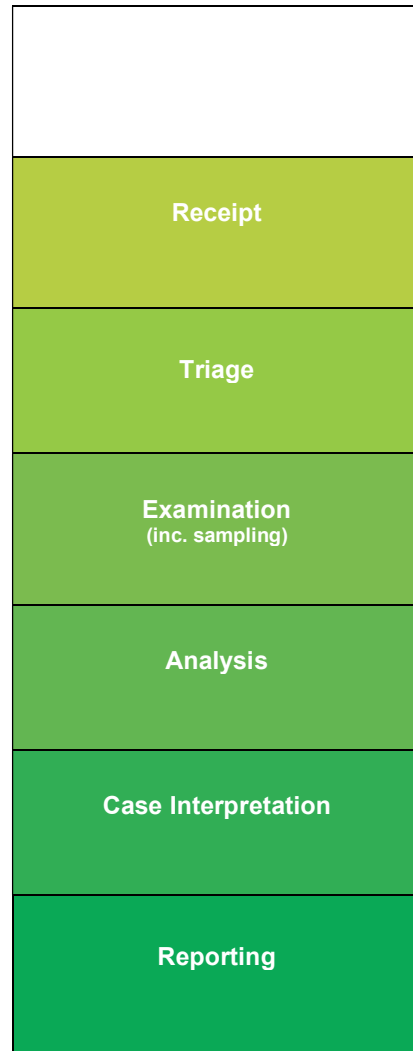 Receipt
Triage
Examination
(inc. sampling)
Analysis
Case Interpretation
Reporting